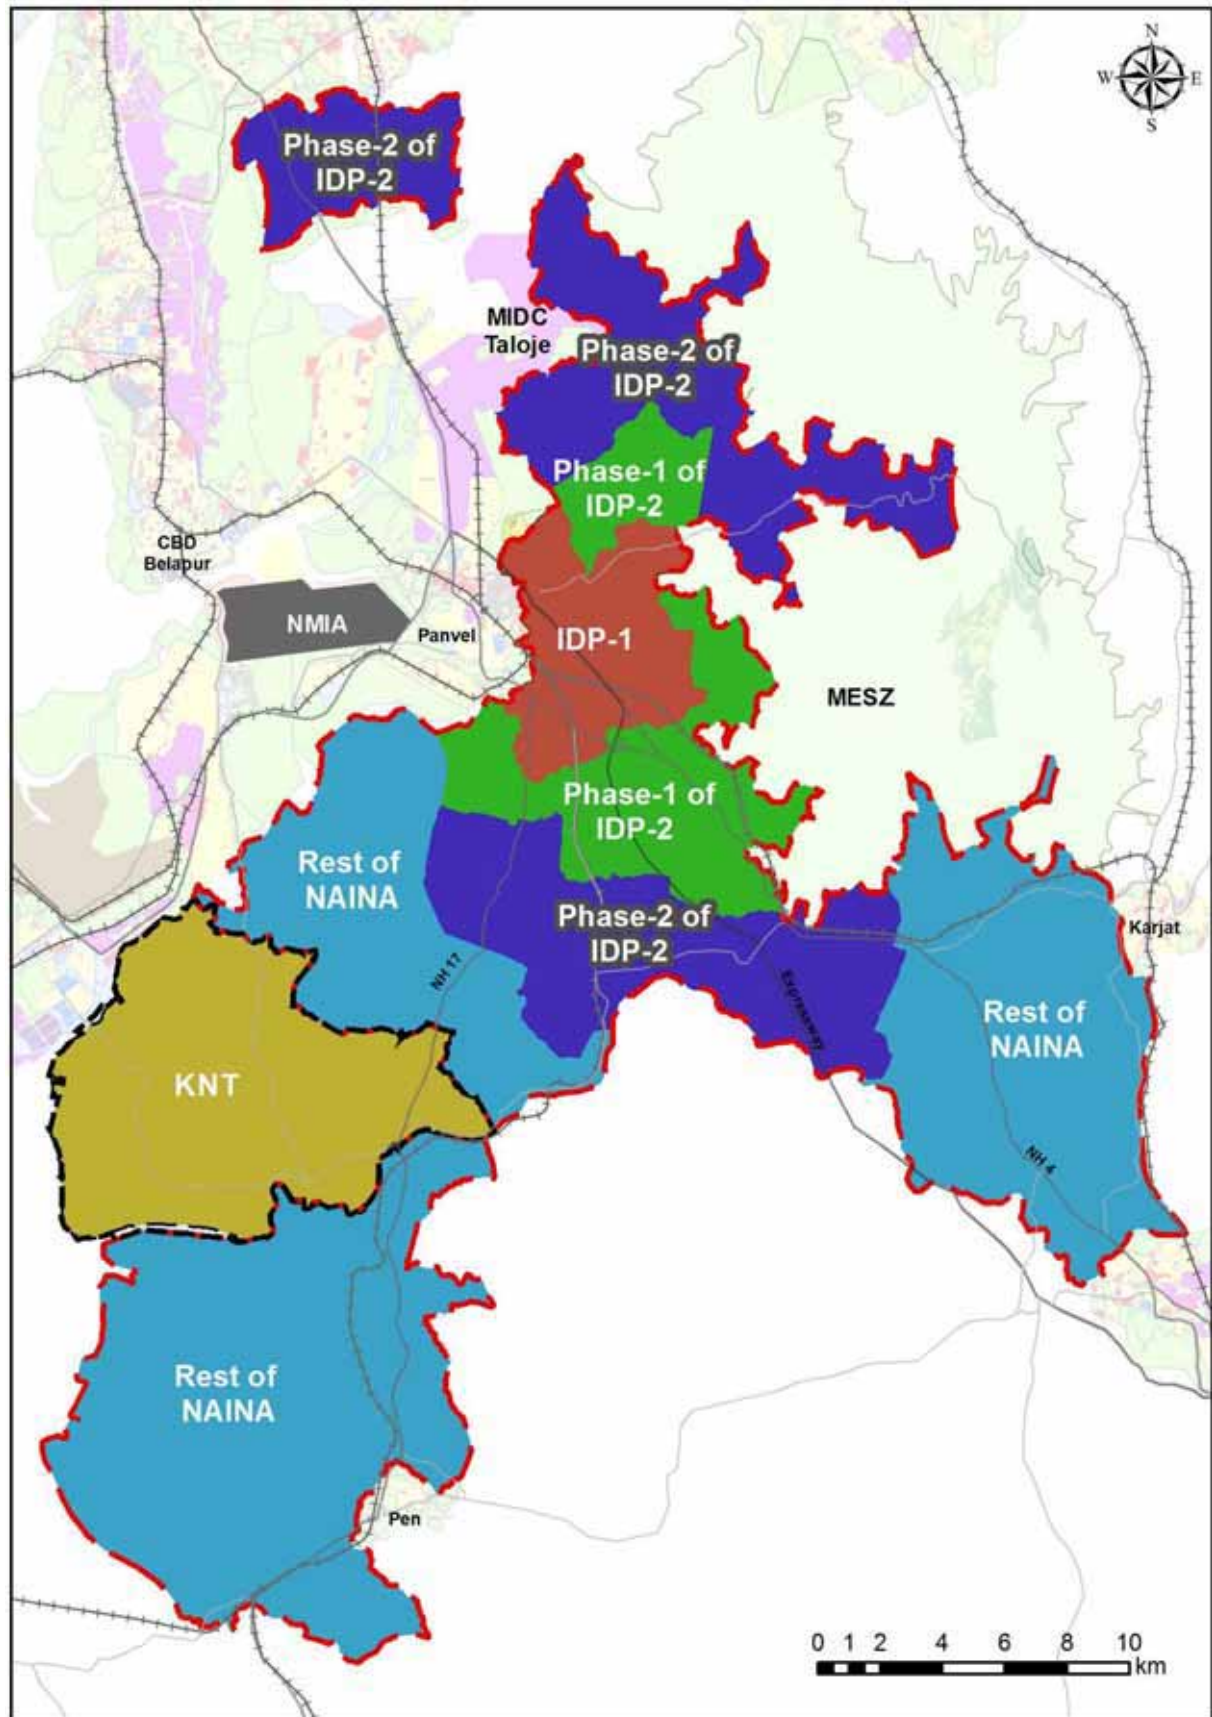 N
W E
S
Phase-2 of
IDP-2
MIDC
Taloje
Phase-2 of
IDP-2
Phase-1 of
IDP-2
CBD
Belapur
NMIA
Panvel
IDP-1
MESZ
Phase-1 of
IDP-2
Rest of
NAINA
Phase-2 of
IDP-2
Karjat
NH 17
Expressway
Rest of
NAINA
KNT
NH 4
Rest of
NAINA
Pen
0 1 2 4 6 8 10
km